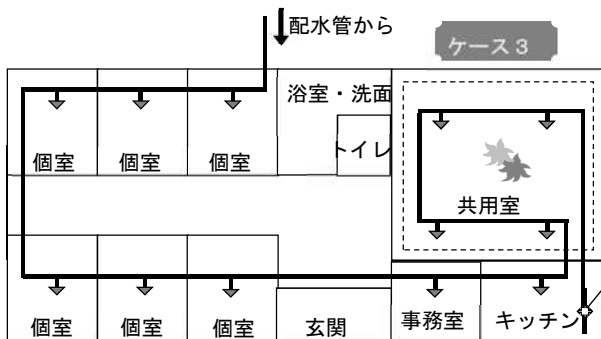 配水管から
ケース3
浴室・洗面
トイレ
個室
個室
個室
共用室
個室
個室
個室
玄関
事務室
キッチン